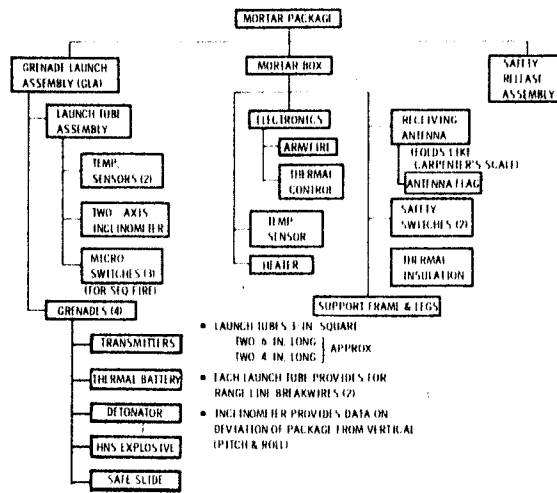 MORTAR PACKAGE
GRENADE LAUNCH
ASSEMBLY (GLA)
LAUNCH TUBE
ASSEMBLY
TEMP.
SENSORS (2)
TWO AXIS
INCLINOMETER
MICRO
SWITCHES (3)
(FOR SEQ FIRE)
GRENADES (4)
TRANSMITTERS
THERMAL BATTERY
DETONATOR
HNS EXPLOSIVE
SAFE SLIDE
MORTAR BOX
ELECTRONICS
ARM/FIRE
THERMAL
CONTROL
TEMP
SENSOR
HEATER
RECEIVING
ANTENNA
(FOLDS LIKE
CARPENTER'S SCALE)
ANTENNA FLAG
SAFETY
SWITCHES (2)
THERMAL
INSULATION
SUPPORT FRAME & LEGS
SAFETY
RELEASE
ASSEMBLY
• LAUNCH TUBES 3 IN. SQUARE
TWO 6 IN. LONG
TWO 4 IN. LONG
APPROX
• EACH LAUNCH TUBE PROVIDES FOR
RANGE LINE BREAKWIRES (2)
• INCLINOMETER PROVIDES DATA ON
DEVIATION OF PACKAGE FROM VERTICAL
(PITCH & ROLL)